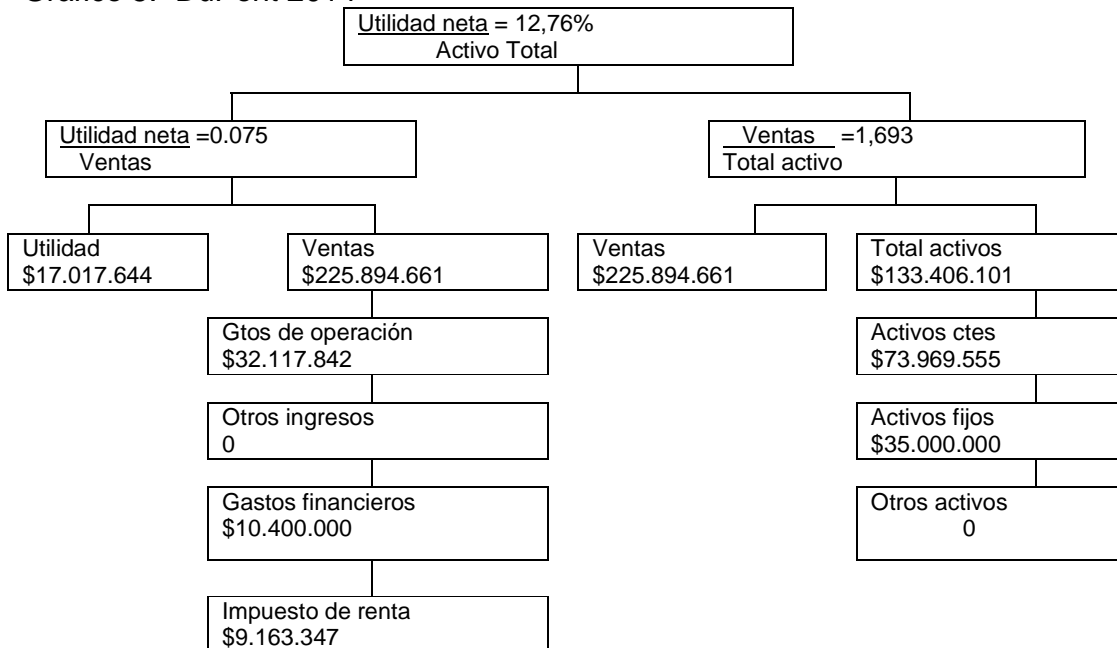 Utilidad neta = 12,76%
Activo Total
Utilidad neta =0.075
Ventas
Ventas =1,693
Total activo
Utilidad
$17.017.644
Ventas
$225.894.661
Ventas
$225.894.661
Total activos
$133.406.101
Gtos de operación
$32.117.842
Activos ctes
$73.969.555
Otros ingresos
0
Activos fijos
$35.000.000
Gastos financieros
$10.400.000
Otros activos
0
Impuesto de renta
$9.163.347